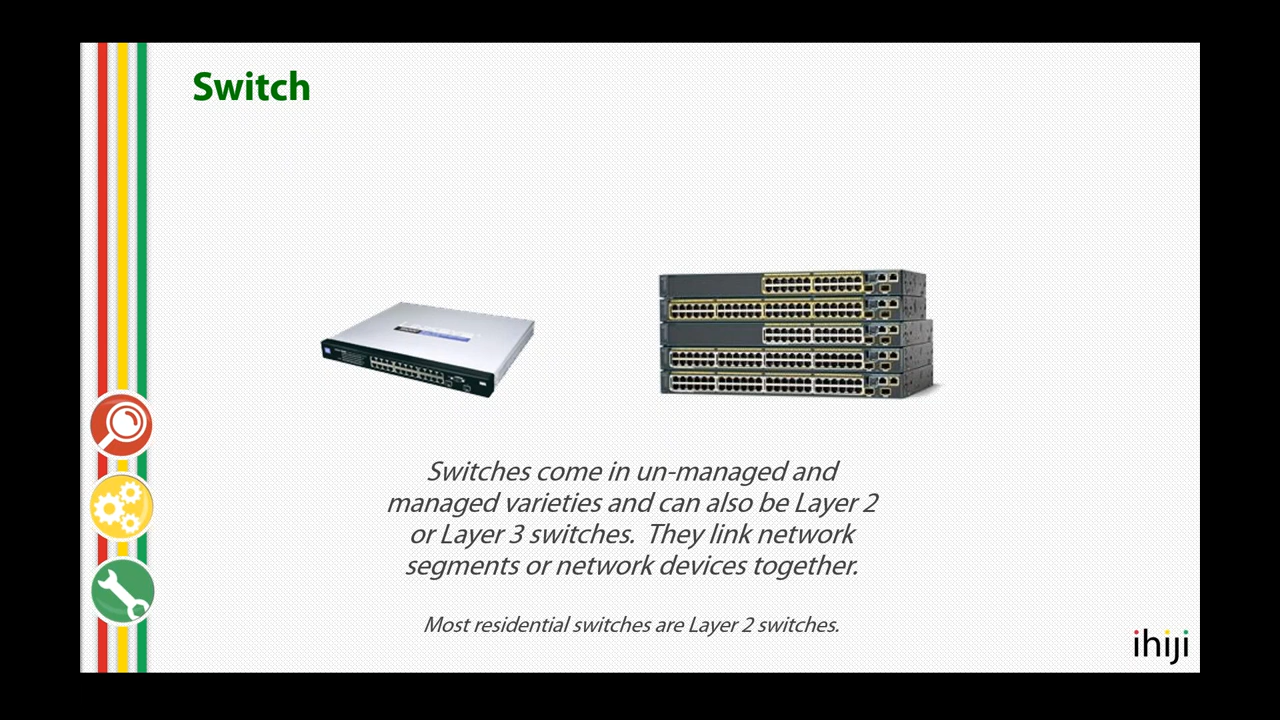 Switch
Switches come in un-managed and
managed varieties and can also be Layer 2
or Layer 3 switches. They link network
segments or network devices together.
Most residential switches are Layer 2 switches.
ihiji